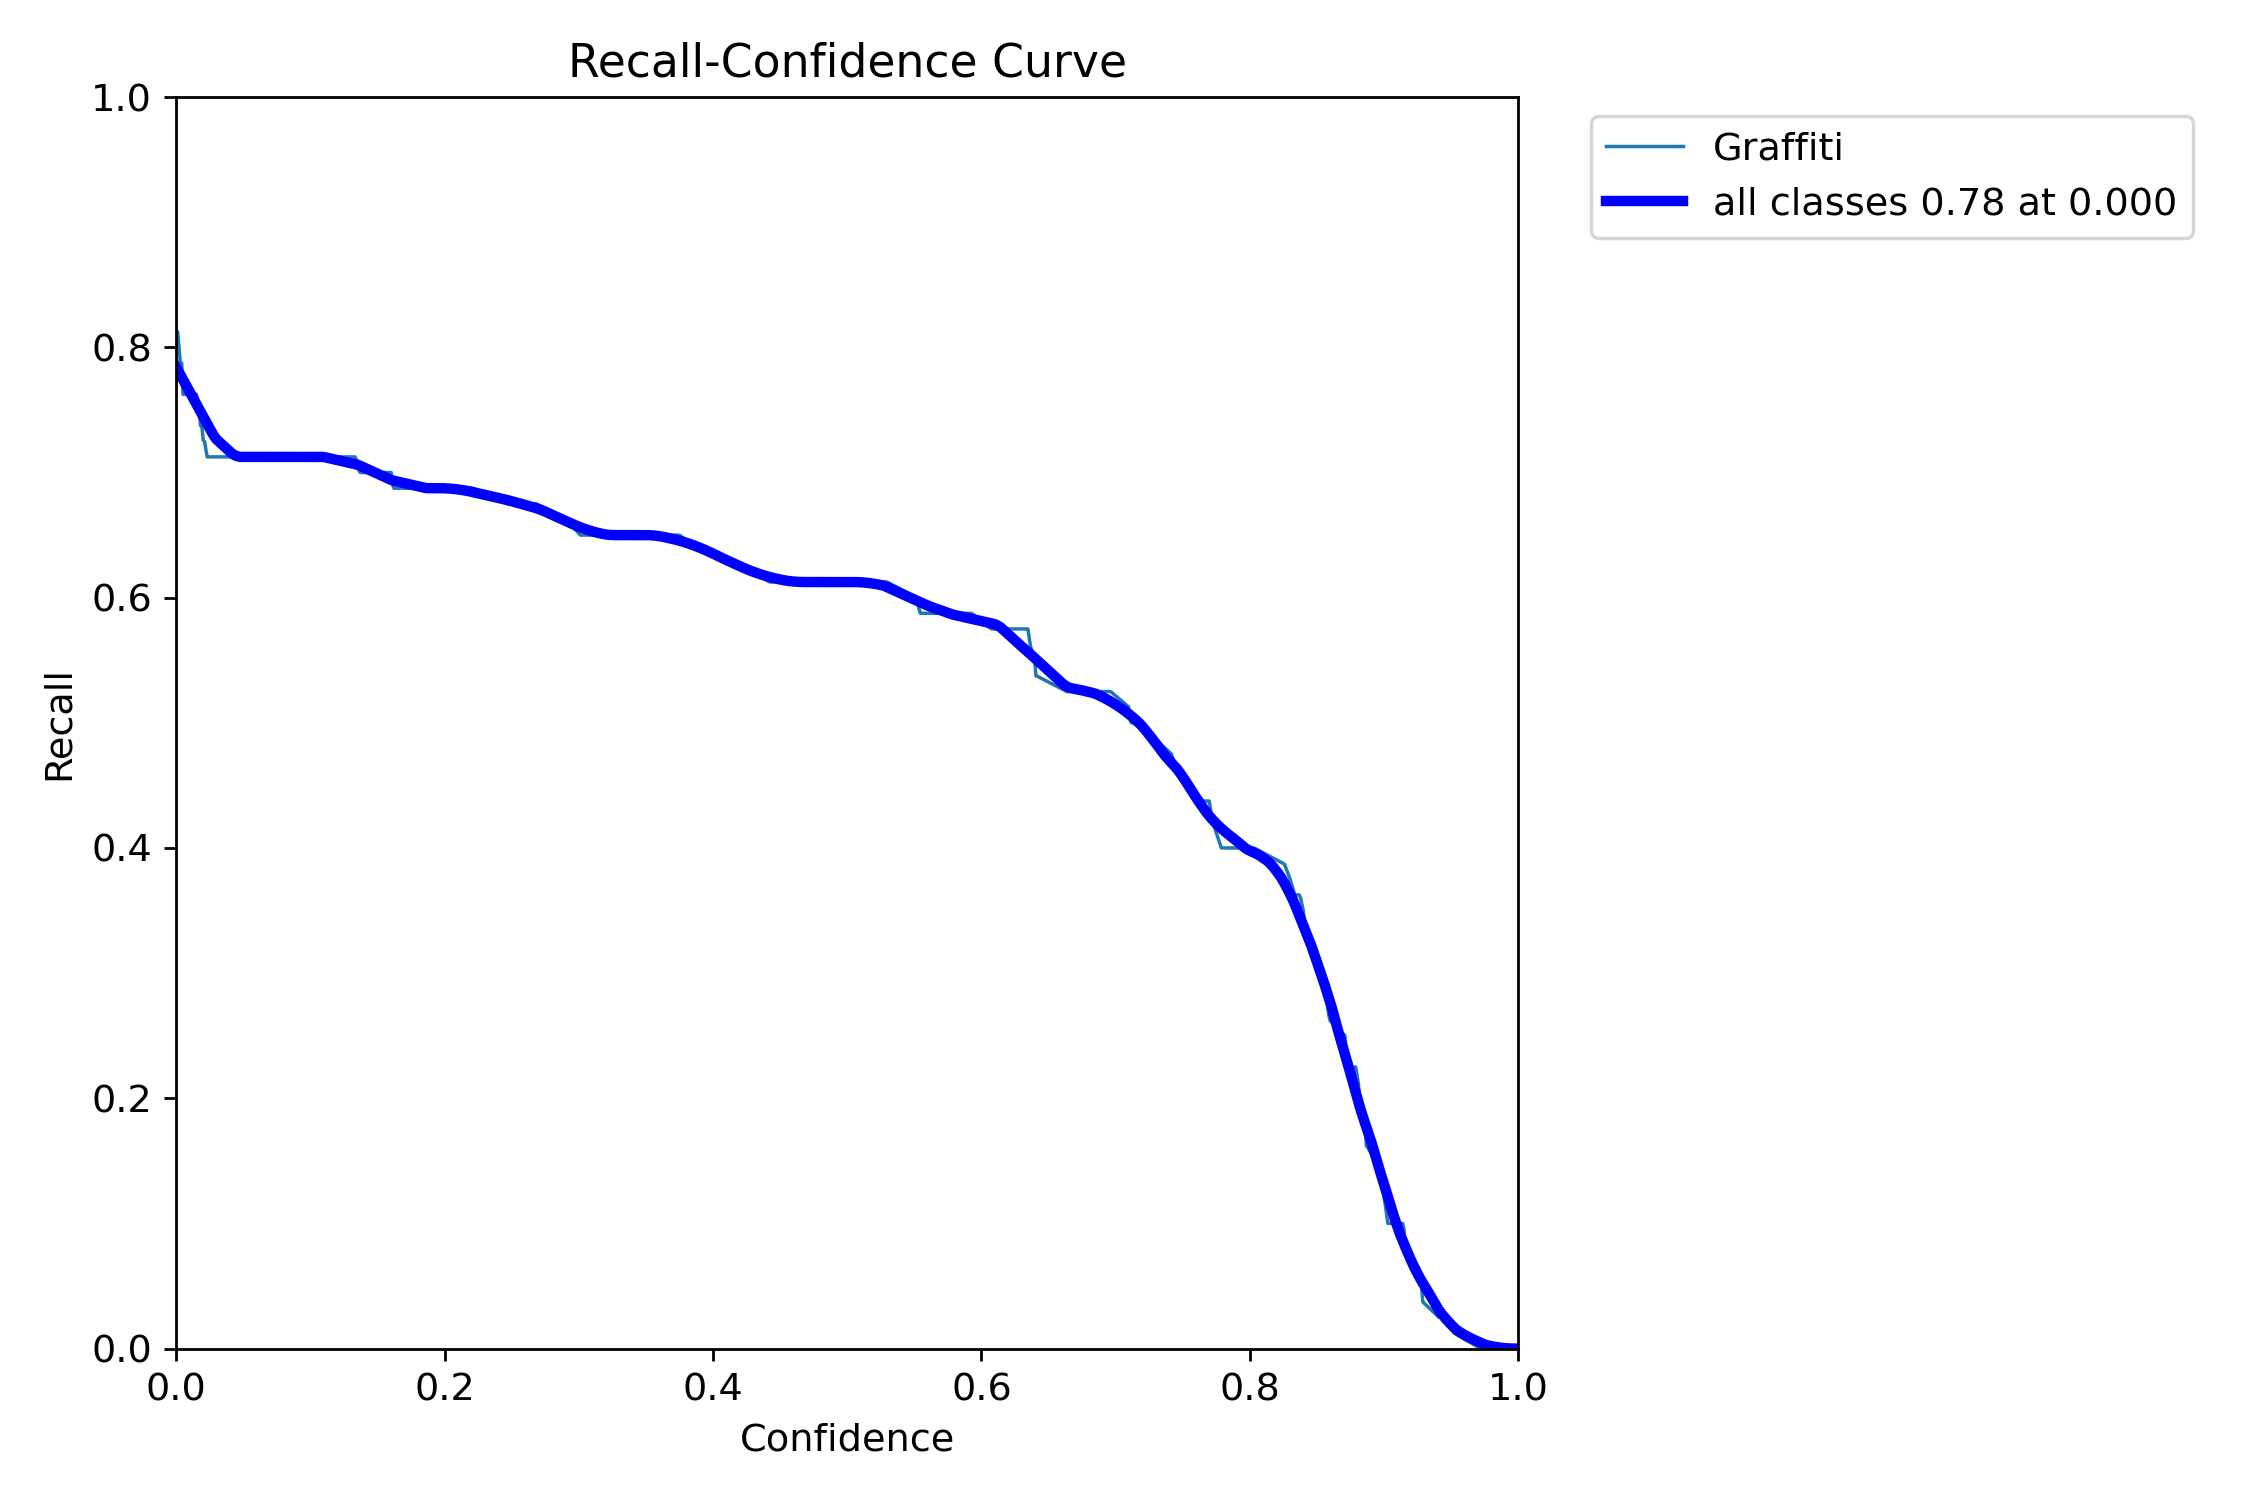 Recall-Confidence Curve
1.0
0.8
0.6
0.4
0.2
0.0
Recall
0.0 0.2 0.4 0.6 0.8 1.0
Confidence
Graffiti
all classes 0.78 at 0.000